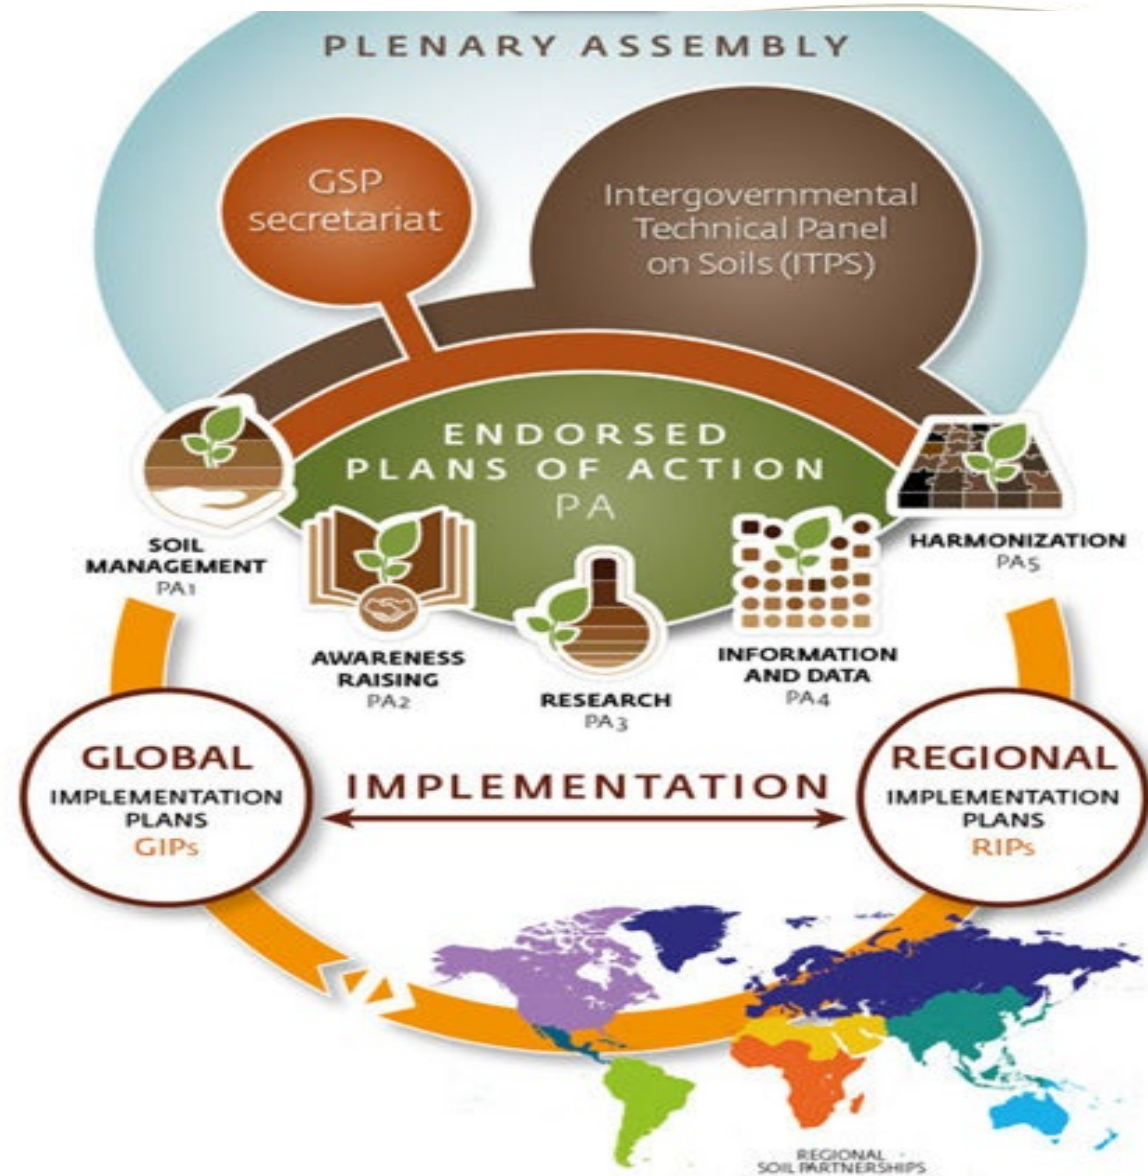 PLENARY ASSEMBLY
GSP
secretariat
Intergovernmental
Technical Panel
on Soils (ITPS)
ENDORSED
PLANS OF ACTION
PA
SOIL
MANAGEMENT
PA1
AWARENESS
RAISING
PA2
RESEARCH
PA3
INFORMATION
AND DATA
PA4
HARMONIZATION
PA5
GLOBAL
IMPLEMENTATION
PLANS
GIPs
IMPLEMENTATION
REGIONAL
IMPLEMENTATION
PLANS
RIPs
REGIONAL
SOIL PARTNERSHIPS